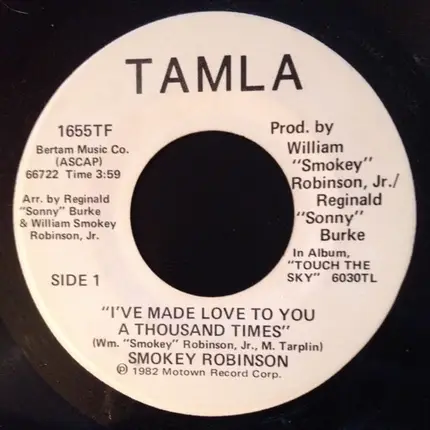 TAMLA
1655TF
Bertam Music Co.
(ASCAP)
66722 Time 3:59
Arr. by Reginald
"Sonny" Burke
& William Smokey
Robinson, Jr.
SIDE 1
Prod. by
William
"Smokey"
Robinson, Jr./
Reginald
"Sonny"
Burke
In Album,
"TOUCH THE
SKY" 6030TL
"I'VE MADE LOVE TO YOU
A THOUSAND TIMES"
(Wm. "Smokey" Robinson, Jr., M. Tarplin)
SMOKEY ROBINSON
℗ 1982 Motown Record Corp.